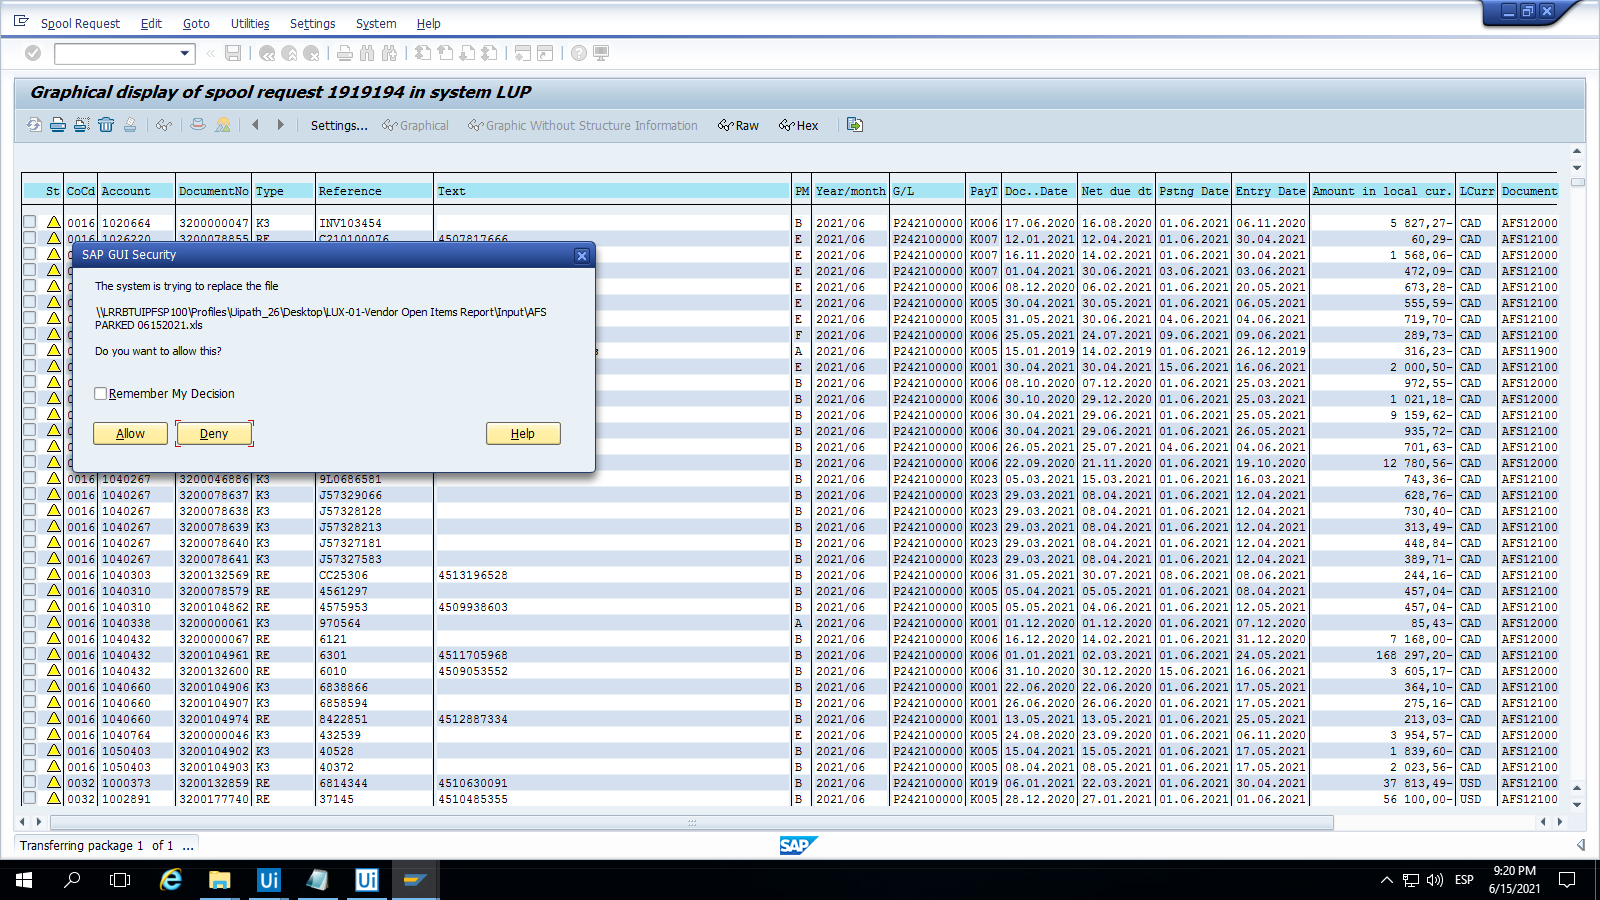 Spool Request Edit Goto Utilities Settings System Help
Graphical display of spool request 1919194 in system LUP
Settings... Graphical Graphic Without Structure Information Raw Hex
St CoCd Account DocumentNo Type Reference Text PM Year/month G/L PayT Doc..Date Net due dt Pstng Date Entry Date Amount in local cur. LCurr Document
0016 1020664 3200000047 K3 INV103454 B 2021/06 P242100000 K006 17.06.2020 16.08.2020 01.06.2021 06.11.2020 5 827,27- CAD AFS12000
0016 1026220 3200078855 RE C210100076 4507817666 E 2021/06 P242100000 K007 12.01.2021 12.04.2021 01.06.2021 30.04.2021 60,29- CAD AFS12100
E 2021/06 P242100000 K007 16.11.2020 14.02.2021 01.06.2021 30.04.2021 1 568,06- CAD AFS12100
E 2021/06 P242100000 K007 01.04.2021 30.06.2021 03.06.2021 03.06.2021 472,09- CAD AFS12100
E 2021/06 P242100000 K006 08.12.2020 06.02.2021 01.06.2021 20.05.2021 673,28- CAD AFS12100
E 2021/06 P242100000 K005 30.04.2021 30.05.2021 01.06.2021 06.05.2021 555,59- CAD AFS12100
E 2021/06 P242100000 K005 31.05.2021 30.06.2021 04.06.2021 04.06.2021 719,70- CAD AFS12100
F 2021/06 P242100000 K006 25.05.2021 24.07.2021 09.06.2021 09.06.2021 289,73- CAD AFS12100
A 2021/06 P242100000 K005 15.01.2019 14.02.2019 01.06.2021 26.12.2019 316,23- CAD AFS11900
E 2021/06 P242100000 K001 30.04.2021 30.04.2021 15.06.2021 16.06.2021 2 000,50- CAD AFS12100
B 2021/06 P242100000 K006 08.10.2020 07.12.2020 01.06.2021 25.03.2021 972,55- CAD AFS12000
B 2021/06 P242100000 K006 30.10.2020 29.12.2020 01.06.2021 25.03.2021 1 021,18- CAD AFS12000
B 2021/06 P242100000 K006 30.04.2021 29.06.2021 01.06.2021 25.05.2021 9 159,62- CAD AFS12100
B 2021/06 P242100000 K006 30.04.2021 29.06.2021 01.06.2021 26.05.2021 935,72- CAD AFS12100
B 2021/06 P242100000 K006 26.05.2021 25.07.2021 04.06.2021 04.06.2021 701,63- CAD AFS12100
B 2021/06 P242100000 K006 22.09.2020 21.11.2020 01.06.2021 19.10.2020 12 780,56- CAD AFS12000
0016 1040267 3200046886 K3 9L0686581 B 2021/06 P242100000 K023 05.03.2021 15.03.2021 01.06.2021 16.03.2021 743,36- CAD AFS12100
0016 1040267 3200078637 K3 J57329066 B 2021/06 P242100000 K023 29.03.2021 08.04.2021 01.06.2021 12.04.2021 628,76- CAD AFS12100
0016 1040267 3200078638 K3 J57328128 B 2021/06 P242100000 K023 29.03.2021 08.04.2021 01.06.2021 12.04.2021 730,40- CAD AFS12100
0016 1040267 3200078639 K3 J57328213 B 2021/06 P242100000 K023 29.03.2021 08.04.2021 01.06.2021 12.04.2021 313,49- CAD AFS12100
0016 1040267 3200078640 K3 J57327181 B 2021/06 P242100000 K023 29.03.2021 08.04.2021 01.06.2021 12.04.2021 448,84- CAD AFS12100
0016 1040267 3200078641 K3 J57327583 B 2021/06 P242100000 K023 29.03.2021 08.04.2021 01.06.2021 12.04.2021 389,71- CAD AFS12100
0016 1040303 3200132569 RE CC25306 4513196528 B 2021/06 P242100000 K006 31.05.2021 30.07.2021 08.06.2021 08.06.2021 244,16- CAD AFS12100
0016 1040310 3200078579 RE 4561297 B 2021/06 P242100000 K005 05.04.2021 05.05.2021 01.06.2021 08.04.2021 457,04- CAD AFS12100
0016 1040310 3200104862 RE 4575953 4509938603 B 2021/06 P242100000 K005 05.05.2021 04.06.2021 01.06.2021 12.05.2021 457,04- CAD AFS12100
0016 1040338 3200000061 K3 970564 A 2021/06 P242100000 K001 01.12.2020 01.12.2020 01.06.2021 07.12.2020 85,43- CAD AFS12000
0016 1040432 3200000067 RE 6121 B 2021/06 P242100000 K006 16.12.2020 14.02.2021 01.06.2021 31.12.2020 7 168,00- CAD AFS12000
0016 1040432 3200104961 RE 6301 4511705968 B 2021/06 P242100000 K006 01.01.2021 02.03.2021 01.06.2021 24.05.2021 168 297,20- CAD AFS12100
0016 1040432 3200132600 RE 6010 4509053552 B 2021/06 P242100000 K006 31.10.2020 30.12.2020 15.06.2021 16.06.2021 3 605,17- CAD AFS12000
0016 1040660 3200104906 K3 6838866 B 2021/06 P242100000 K001 22.06.2020 22.06.2020 01.06.2021 17.05.2021 364,10- CAD AFS12100
0016 1040660 3200104907 K3 6858594 B 2021/06 P242100000 K001 26.06.2020 26.06.2020 01.06.2021 17.05.2021 275,16- CAD AFS12100
0016 1040660 3200104974 RE 8422851 4512887334 B 2021/06 P242100000 K001 13.05.2021 13.05.2021 01.06.2021 25.05.2021 213,03- CAD AFS12100
0016 1040764 3200000046 K3 432539 E 2021/06 P242100000 K005 24.08.2020 23.09.2020 01.06.2021 06.11.2020 3 954,57- CAD AFS12000
0016 1050403 3200104902 K3 40528 B 2021/06 P242100000 K005 15.04.2021 15.05.2021 01.06.2021 17.05.2021 1 839,60- CAD AFS12100
0016 1050403 3200104903 K3 40372 B 2021/06 P242100000 K005 08.04.2021 08.05.2021 01.06.2021 17.05.2021 2 023,56- CAD AFS12100
0032 1000373 3200132859 RE 6814344 4510630091 B 2021/06 P242100000 K019 06.01.2021 22.03.2021 01.06.2021 30.04.2021 37 813,49- USD AFS12100
0032 1002891 3200177740 RE 37145 4510485355 B 2021/06 P242100000 K005 28.12.2020 27.01.2021 01.06.2021 01.06.2021 56 100,00- USD AFS12100
SAP GUI Security
The system is trying to replace the file
\\LRRBTUIPFSP100\Profiles\Uipath_26\Desktop\LUX-01-Vendor Open Items Report\Input\AFS
PARKED 06152021.xls
Do you want to allow this?
Remember My Decision
Allow Deny Help
Transferring package 1 of 1 ...
SAP
Ui Ui
ESP
9:20 PM
6/15/2021